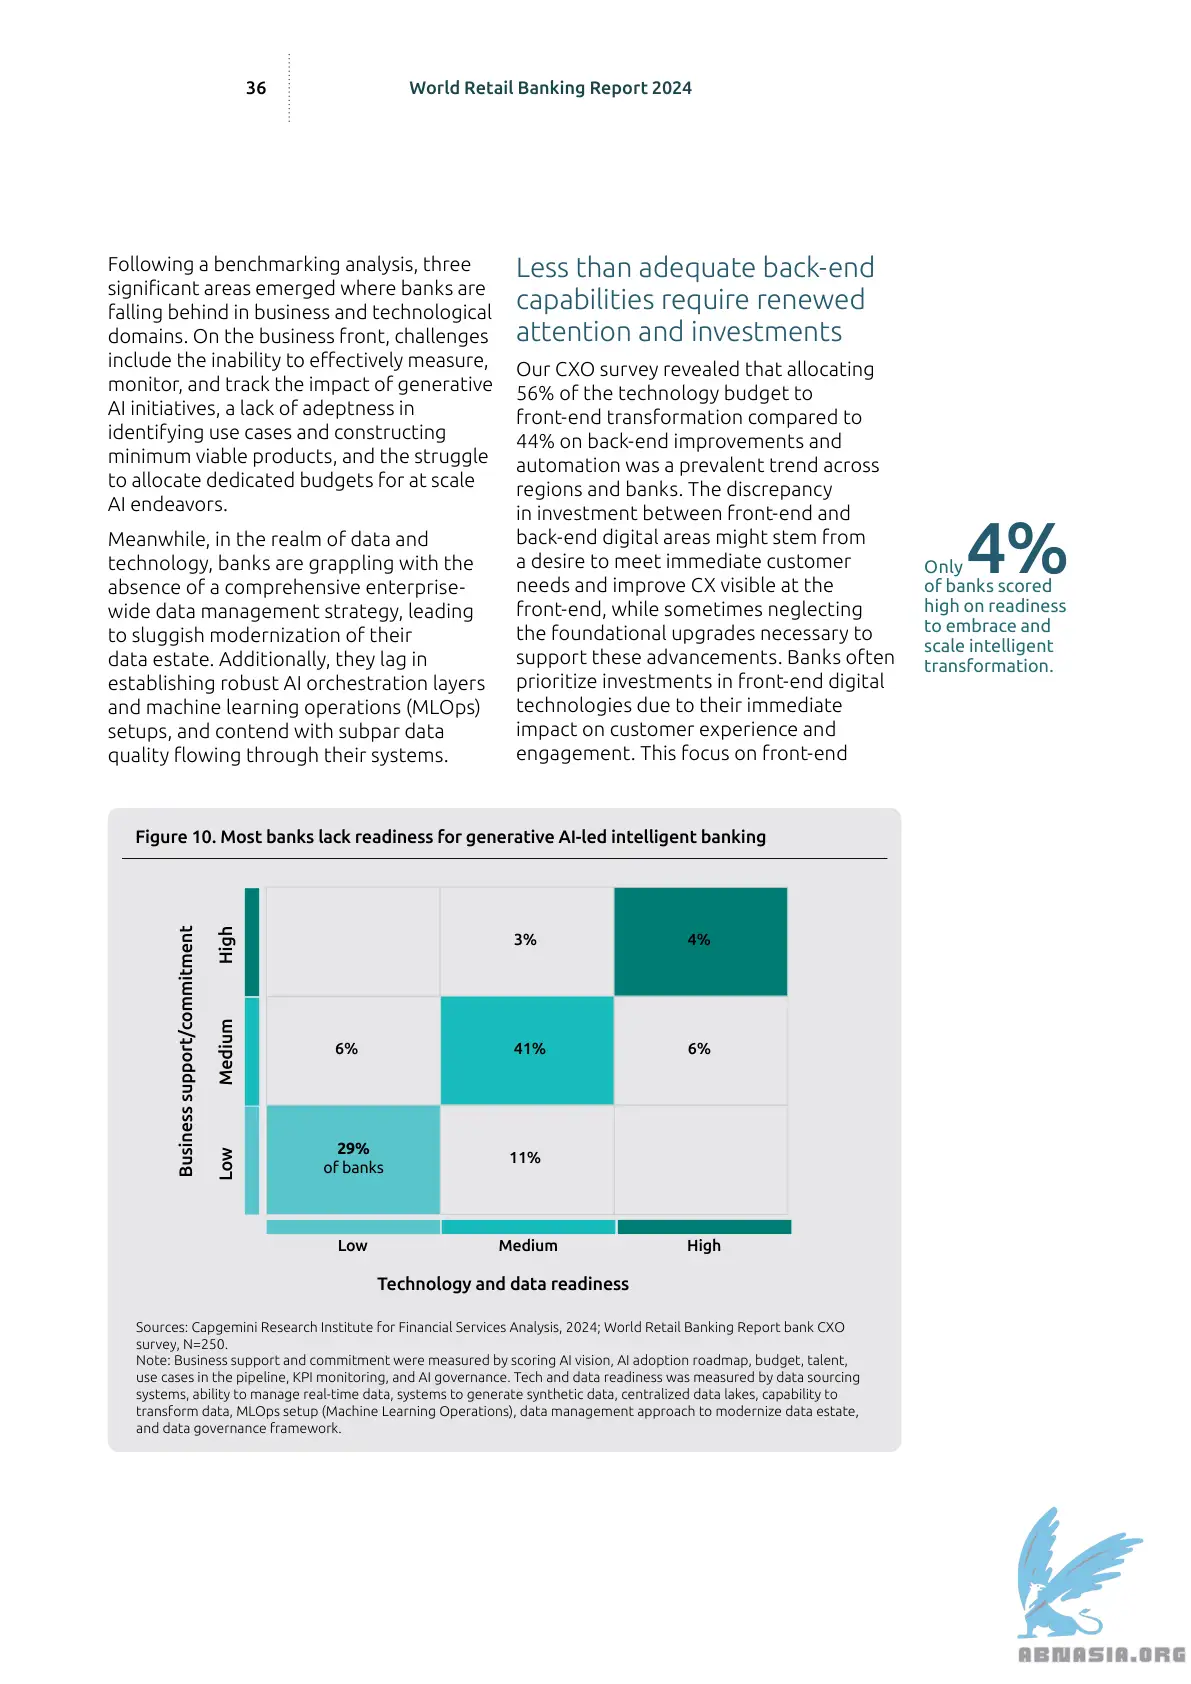 36
World Retail Banking Report 2024
Following a benchmarking analysis, three
significant areas emerged where banks are
falling behind in business and technological
domains. On the business front, challenges
include the inability to effectively measure,
monitor, and track the impact of generative
AI initiatives, a lack of adeptness in
identifying use cases and constructing
minimum viable products, and the struggle
to allocate dedicated budgets for at scale
AI endeavors.
Meanwhile, in the realm of data and
technology, banks are grappling with the
absence of a comprehensive enterprise-
wide data management strategy, leading
to sluggish modernization of their
data estate. Additionally, they lag in
establishing robust AI orchestration layers
and machine learning operations (MLOps)
setups, and contend with subpar data
quality flowing through their systems.
Less than adequate back-end
capabilities require renewed
attention and investments
Our CXO survey revealed that allocating
56% of the technology budget to
front-end transformation compared to
44% on back-end improvements and
automation was a prevalent trend across
regions and banks. The discrepancy
in investment between front-end and
back-end digital areas might stem from
a desire to meet immediate customer
needs and improve CX visible at the
front-end, while sometimes neglecting
the foundational upgrades necessary to
support these advancements. Banks often
prioritize investments in front-end digital
technologies due to their immediate
impact on customer experience and
engagement. This focus on front-end
Only 4%
of banks scored
high on readiness
to embrace and
scale intelligent
transformation.
Figure 10. Most banks lack readiness for generative AI-led intelligent banking
Business support/commitment
High
3%
4%
Medium
6%
41%
6%
Low
29%
of banks
11%
Low
Medium
High
Technology and data readiness
Sources: Capgemini Research Institute for Financial Services Analysis, 2024; World Retail Banking Report bank CXO
survey, N=250.
Note: Business support and commitment were measured by scoring AI vision, AI adoption roadmap, budget, talent,
use cases in the pipeline, KPI monitoring, and AI governance. Tech and data readiness was measured by data sourcing
systems, ability to manage real-time data, systems to generate synthetic data, centralized data lakes, capability to
transform data, MLOps setup (Machine Learning Operations), data management approach to modernize data estate,
and data governance framework.
ABNASIA.ORG